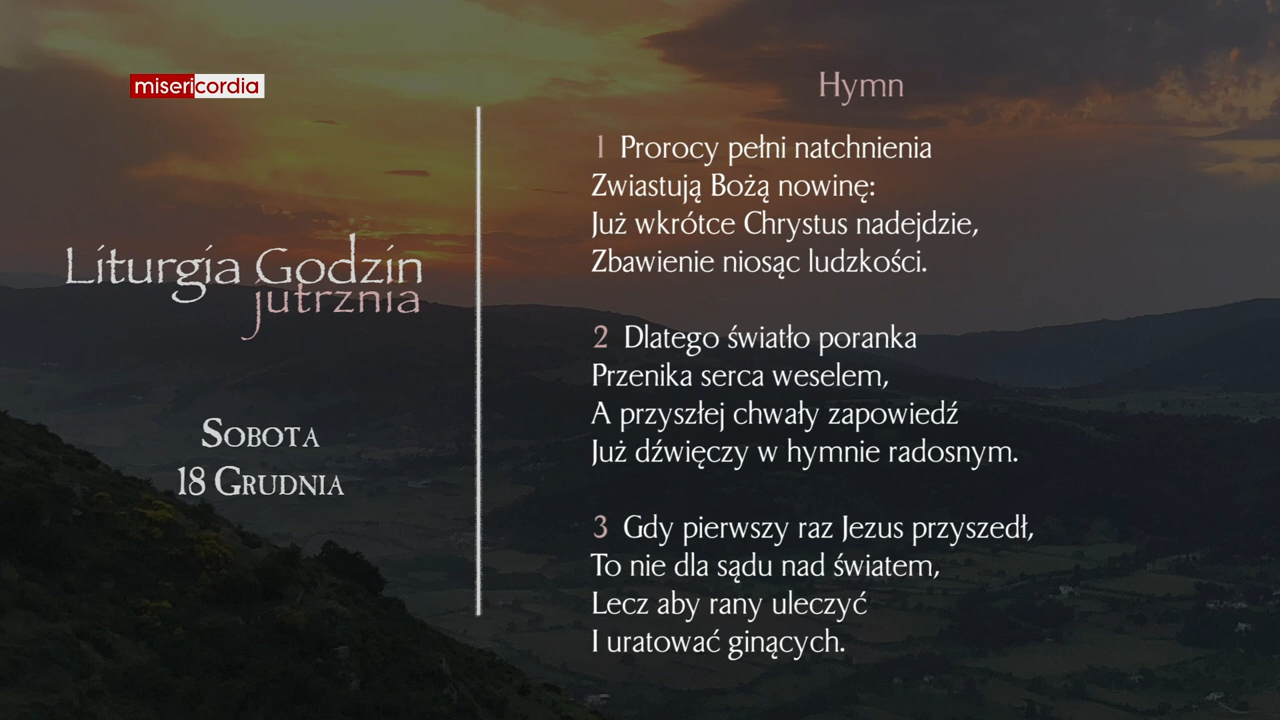 misericordia
Liturgia Godzin
jutrznia
Sobota
18 Grudnia
Hymn
1 Prorocy pełni natchnienia
Zwiastują Bożą nowinę:
Już wkrótce Chrystus nadejdzie,
Zbawienie niosąc ludzkości.
2 Dlatego światło poranka
Przenika serca weselem,
A przyszłej chwały zapowiedź
Już dźwięczy w hymnie radosnym.
3 Gdy pierwszy raz Jezus przyszedł,
To nie dla sądu nad światem,
Lecz aby rany uleczyć
I uratować ginących.